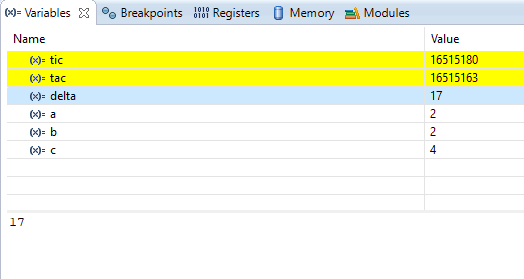 (x)= Variables Breakpoints 1010 0101 Registers Memory Modules
Name Value
(x)= tic 16515180
(x)= tac 16515163
(x)= delta 17
(x)= a 2
(x)= b 2
(x)= c 4
17